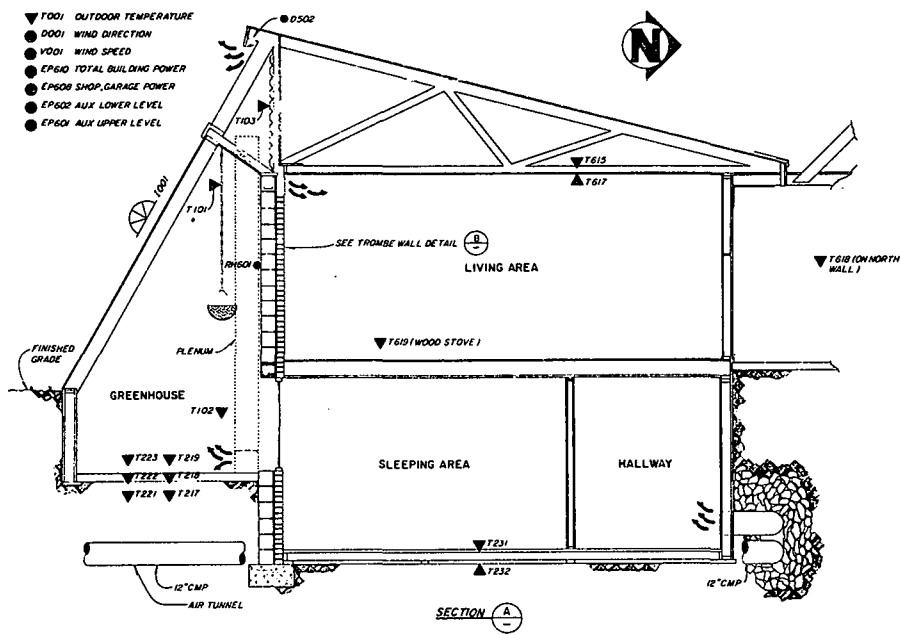 T001 OUTDOOR TEMPERATURE
D001 WIND DIRECTION
V001 WIND SPEED
EP610 TOTAL BUILDING POWER
EP608 SHOP, GARAGE POWER
EP602 AUX LOWER LEVEL
EP601 AUX UPPER LEVEL
D502
N
T103
I001
T101
T615
T617
SEE TROMBE WALL DETAIL B
RH601
LIVING AREA
T618 (ON NORTH
WALL)
T619 (WOOD STOVE)
PLENUM
FINISHED
GRADE
GREENHOUSE
T102
T223 T219
T222 T218
T221 T217
SLEEPING AREA
HALLWAY
T231
T232
12" CMP
AIR TUNNEL
12" CMP
SECTION A